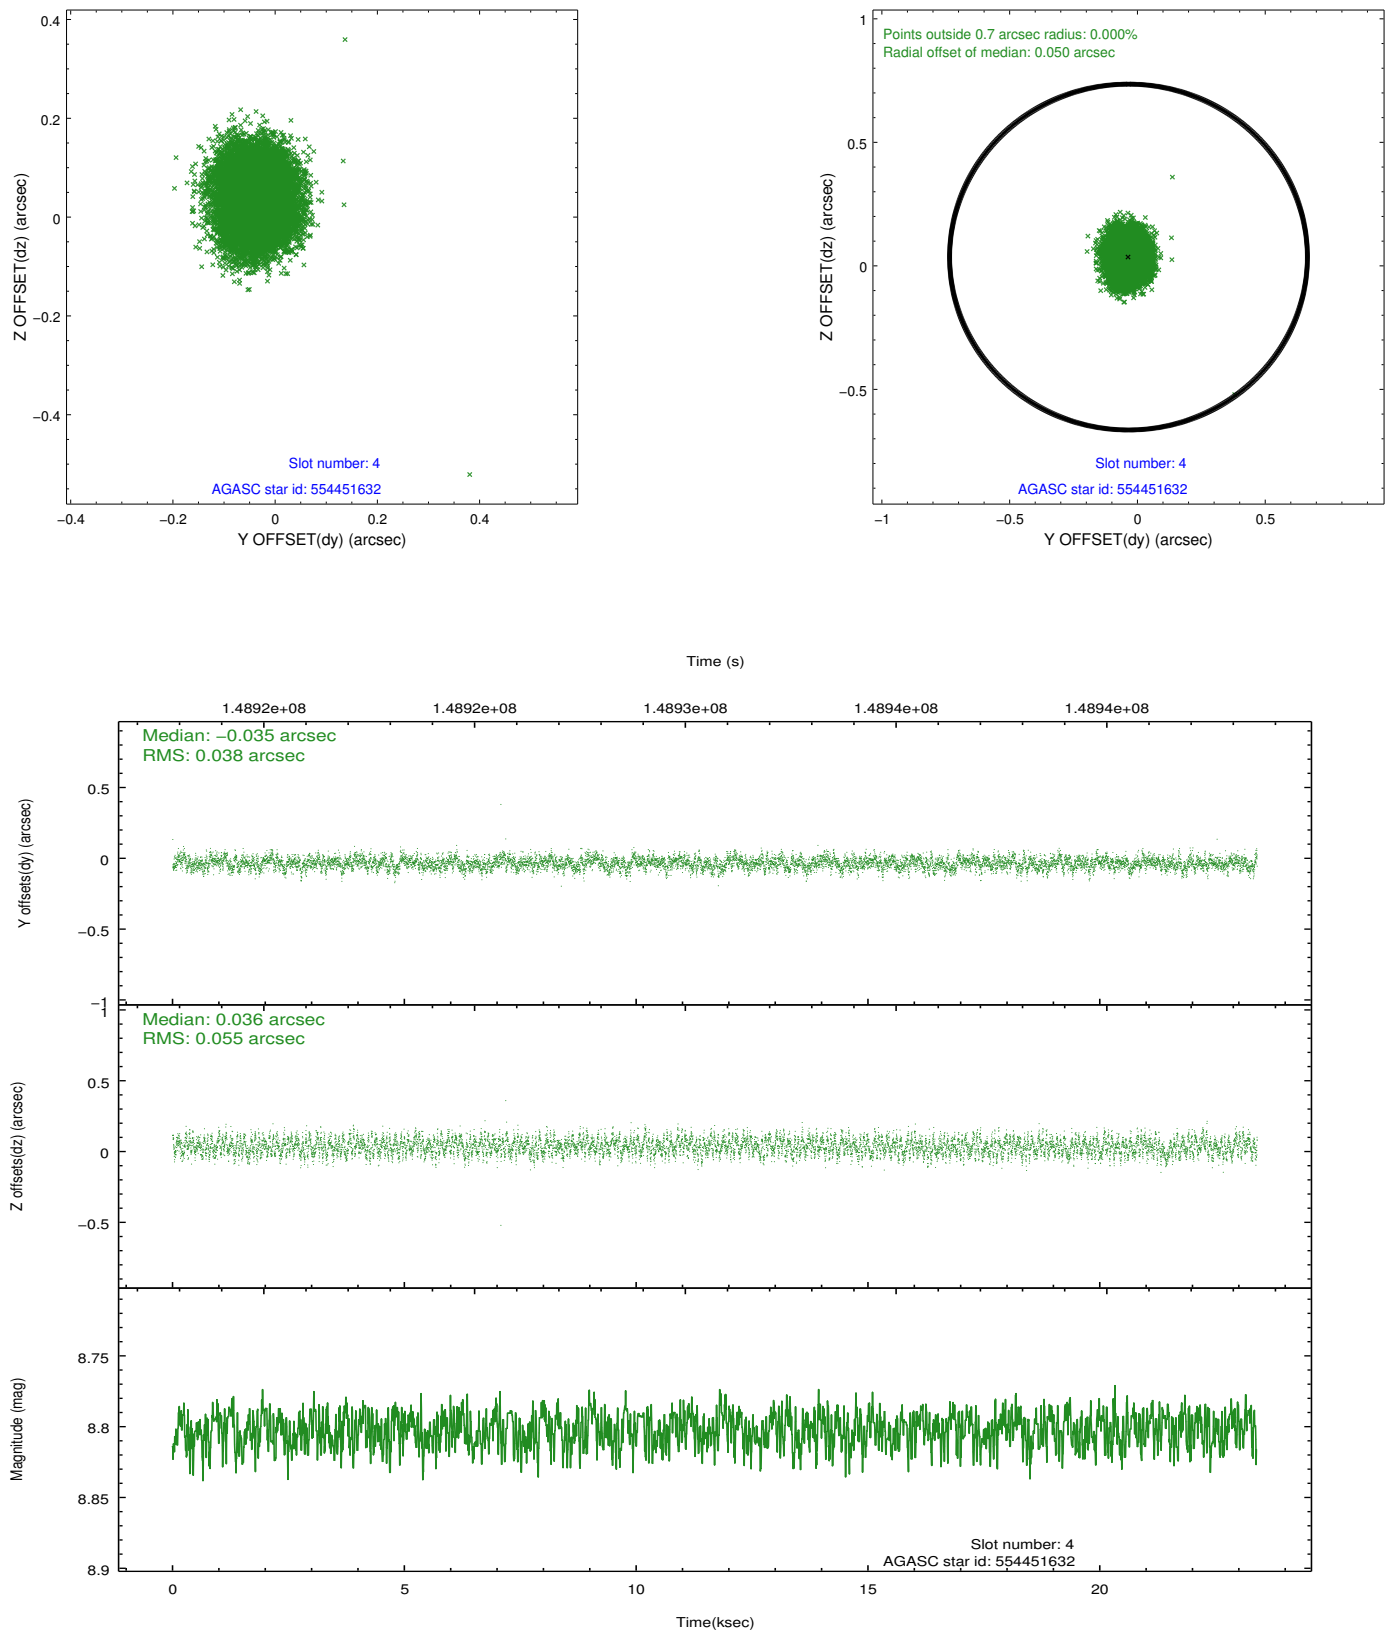 0.4
0.2
0
−0.2
−0.4
Z OFFSET(dz) (arcsec)
Slot number: 4
AGASC star id: 554451632
−0.4
−0.2
0
0.2
0.4
Y OFFSET(dy) (arcsec)
1
0.5
0
−0.5
Z OFFSET(dz) (arcsec)
Points outside 0.7 arcsec radius: 0.000%
Radial offset of median: 0.050 arcsec
Slot number: 4
AGASC star id: 554451632
−1
−0.5
0
0.5
Y OFFSET(dy) (arcsec)
Time (s)
1.4892e+08
1.4892e+08
1.4893e+08
1.4894e+08
1.4894e+08
Median: −0.035 arcsec
RMS: 0.038 arcsec
0.5
0
−0.5
−1
Y offsets(dy) (arcsec)
Median: 0.036 arcsec
RMS: 0.055 arcsec
1
0.5
0
−0.5
Z offsets(dz) (arcsec)
8.75
8.8
8.85
8.9
Magnitude (mag)
Slot number: 4
AGASC star id: 554451632
0
5
10
15
20
Time(ksec)